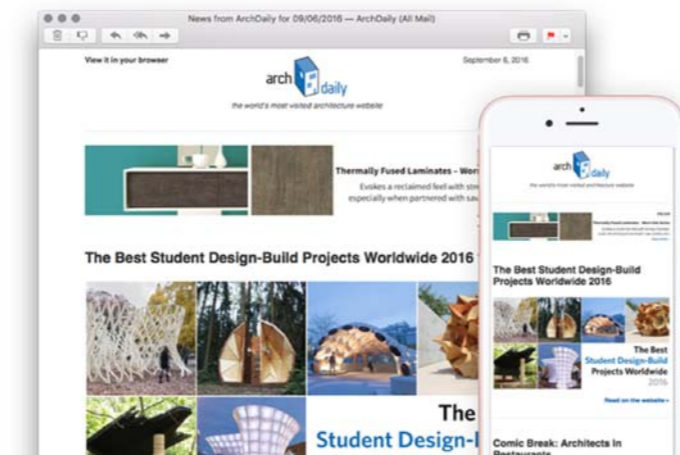 News from ArchDaily for 09/06/2016 — ArchDaily (All Mail)
View it in your browser
September 6, 2016
arch daily
the world's most visited architecture website
Thermally Fused Laminates – Wor
Evokes a reclaimed feel with stre
especially when partnered with sav
The Best Student Design-Build Projects Worldwide 2016
The
Student Design-
arch daily
the world's most visited architecture website
The Best Student Design-Build
Projects Worldwide 2016
The Best
Student Design-Build
Projects Worldwide
2016
Read on the website »
Comic Break: Architects In
Restaurants